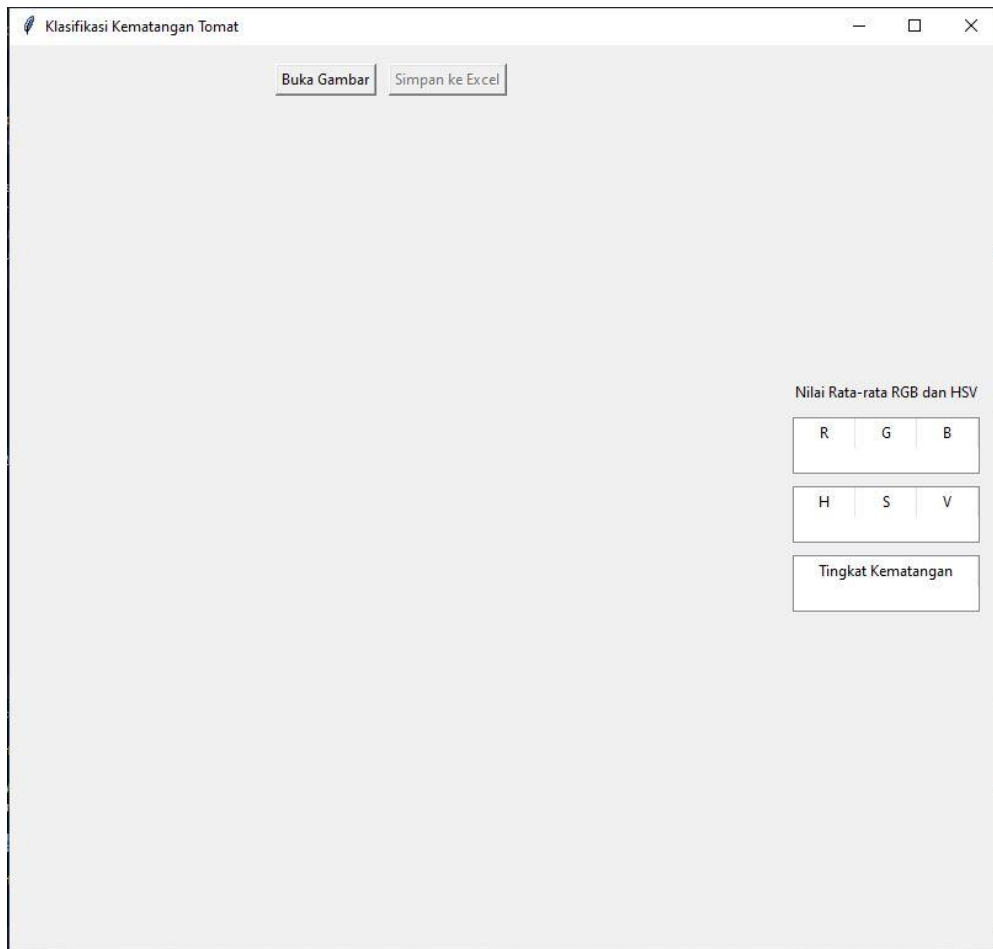 Klasifikasi Kematangan Tomat
Buka Gambar Simpan ke Excel
Nilai Rata-rata RGB dan HSV
R G B
H S V
Tingkat Kematangan